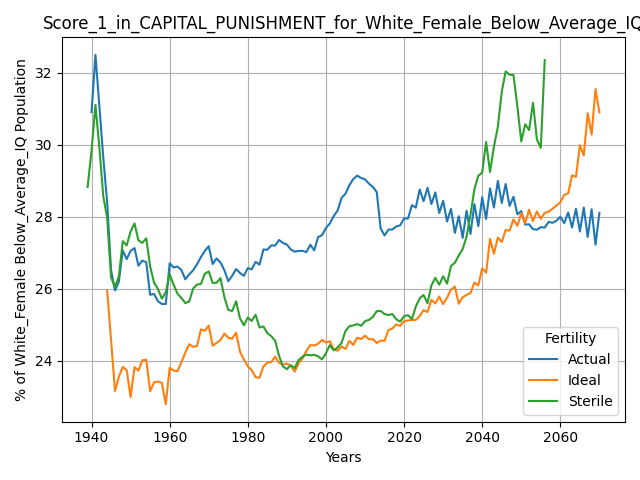 Score_1_in_CAPITAL_PUNISHMENT_for_White_Female_Below_Average_IQ
% of White_Female Below_Average_IQ Population
32
30
28
26
24
1940 1960 1980 2000 2020 2040 2060
Years
Fertility
Actual
Ideal
Sterile